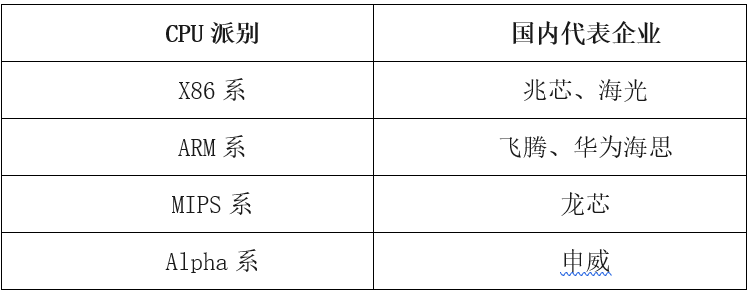 CPU 派别 国内代表企业
X86 系 兆芯、海光
ARM 系 飞腾、华为海思
MIPS 系 龙芯
Alpha 系 申威